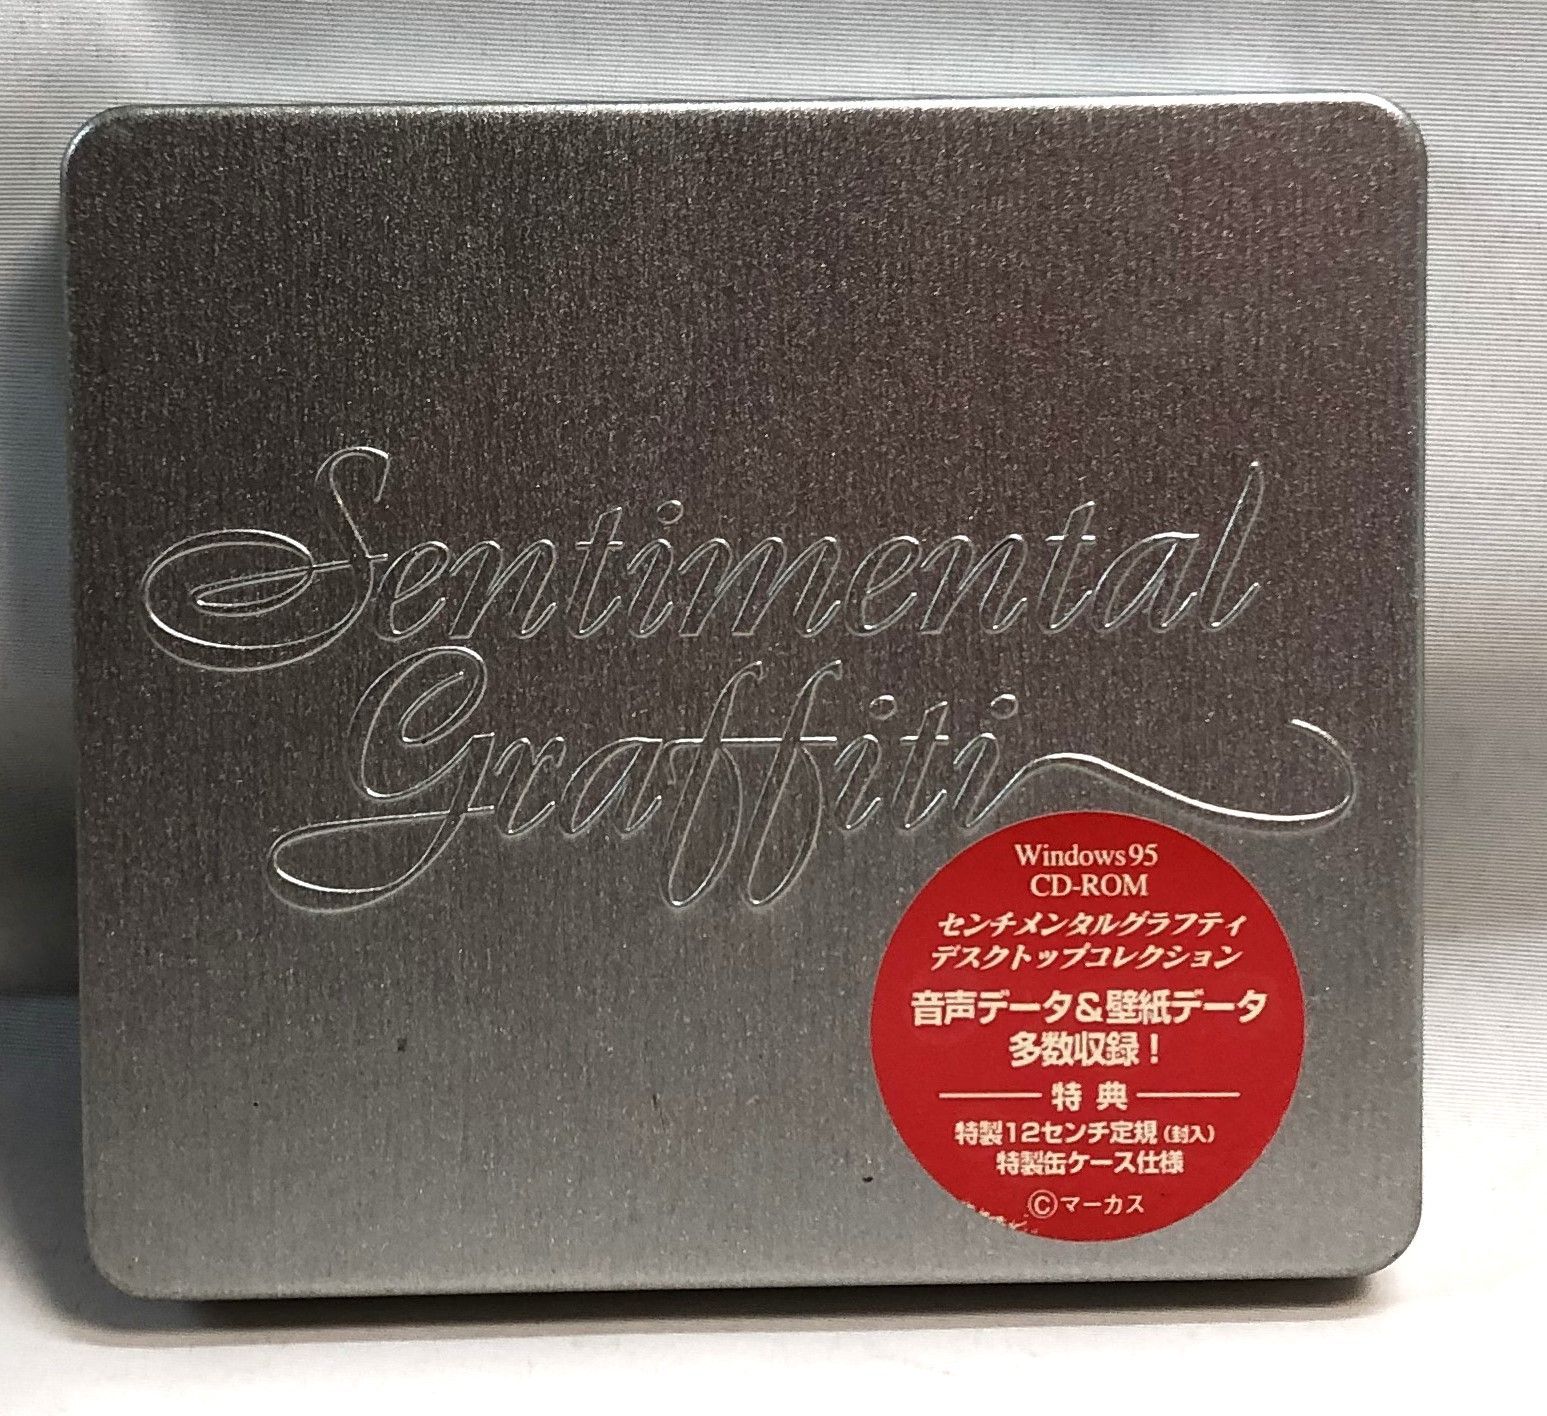 Sentimental
Graffiti
Windows95
CD-ROM
センチメンタルグラフティ
デスクトップコレクション
音声データ&壁紙データ
多数収録!
特典
特製12センチ定規(封入)
特製缶ケース仕様
©マーカス